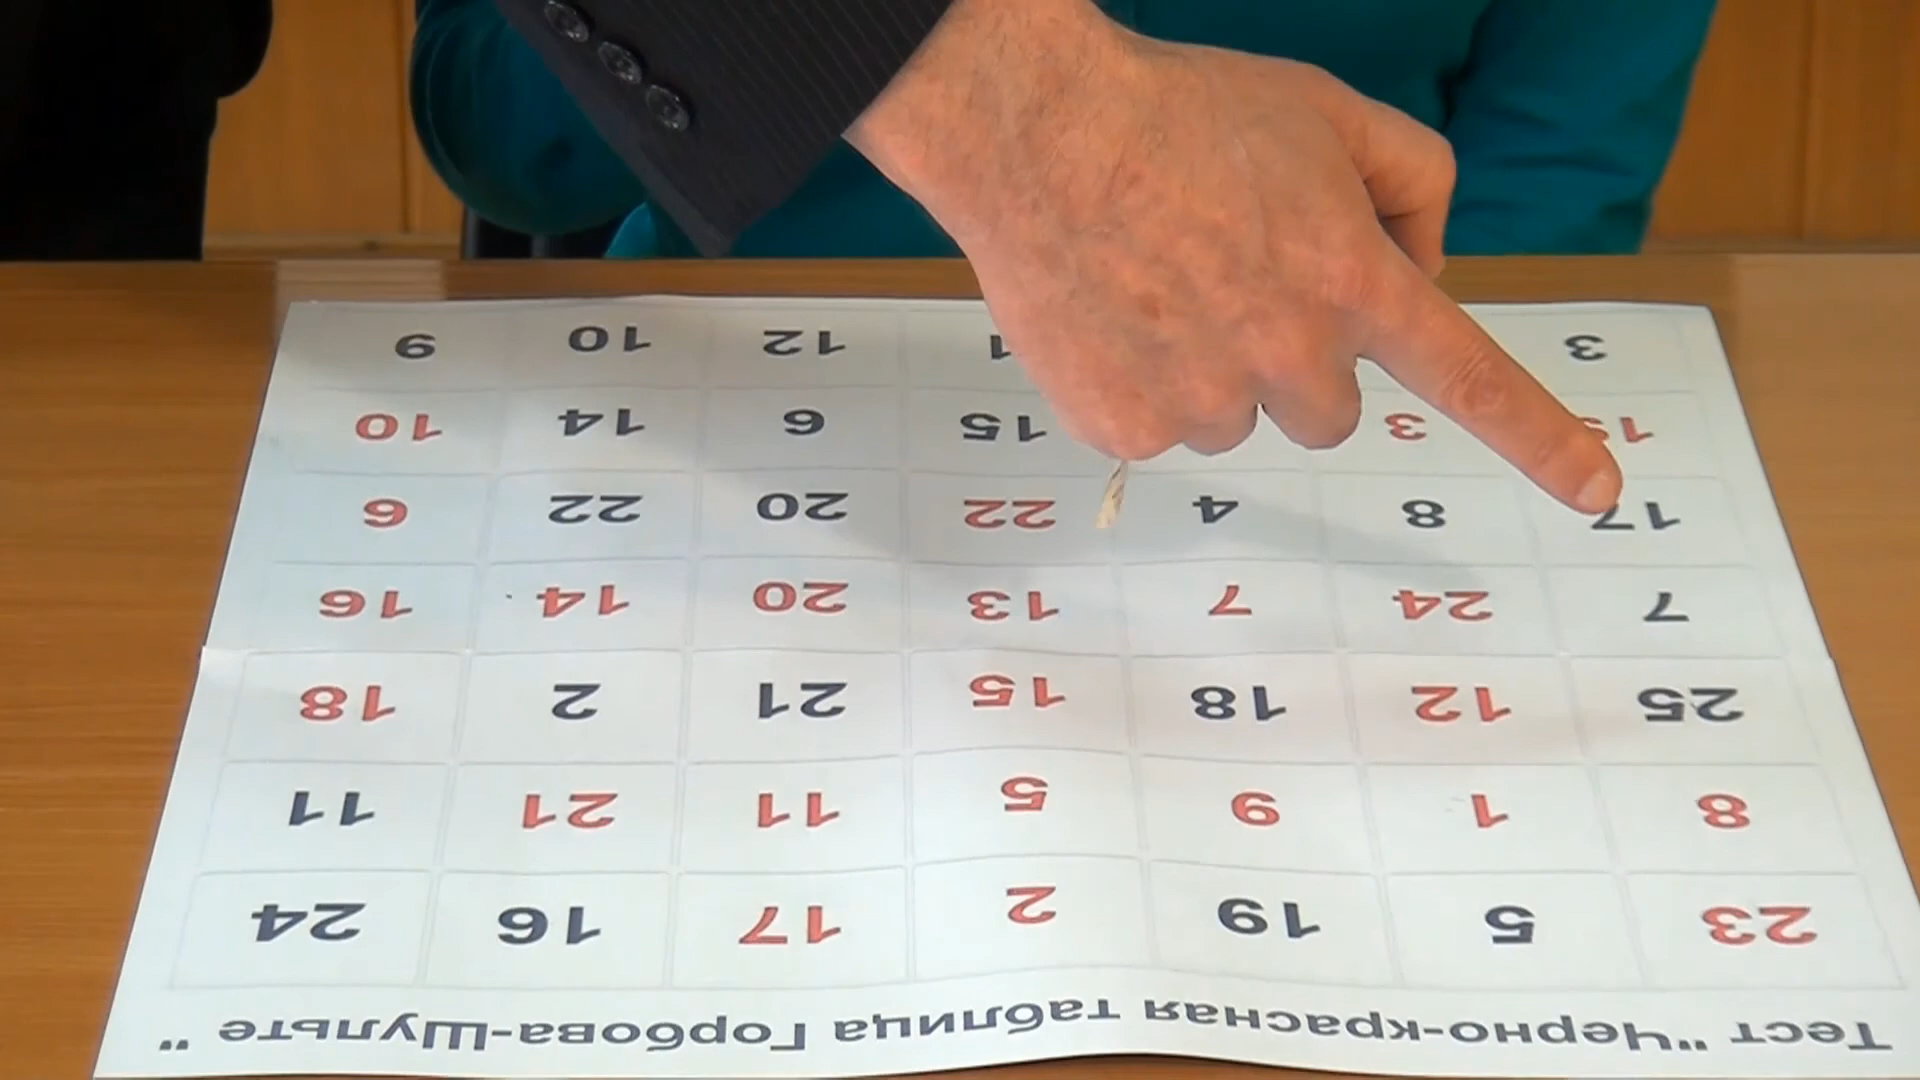 Тест "Черно-красная таблица Горбова-Шульте "
23 5 19 2 17 16 24
8 1 9 5 11 21 11
25 12 18 15 21 2 18
7 24 7 13 20 14 16
17 8 4 22 20 22 6
19 3 15 6 14 10
3 12 10 9